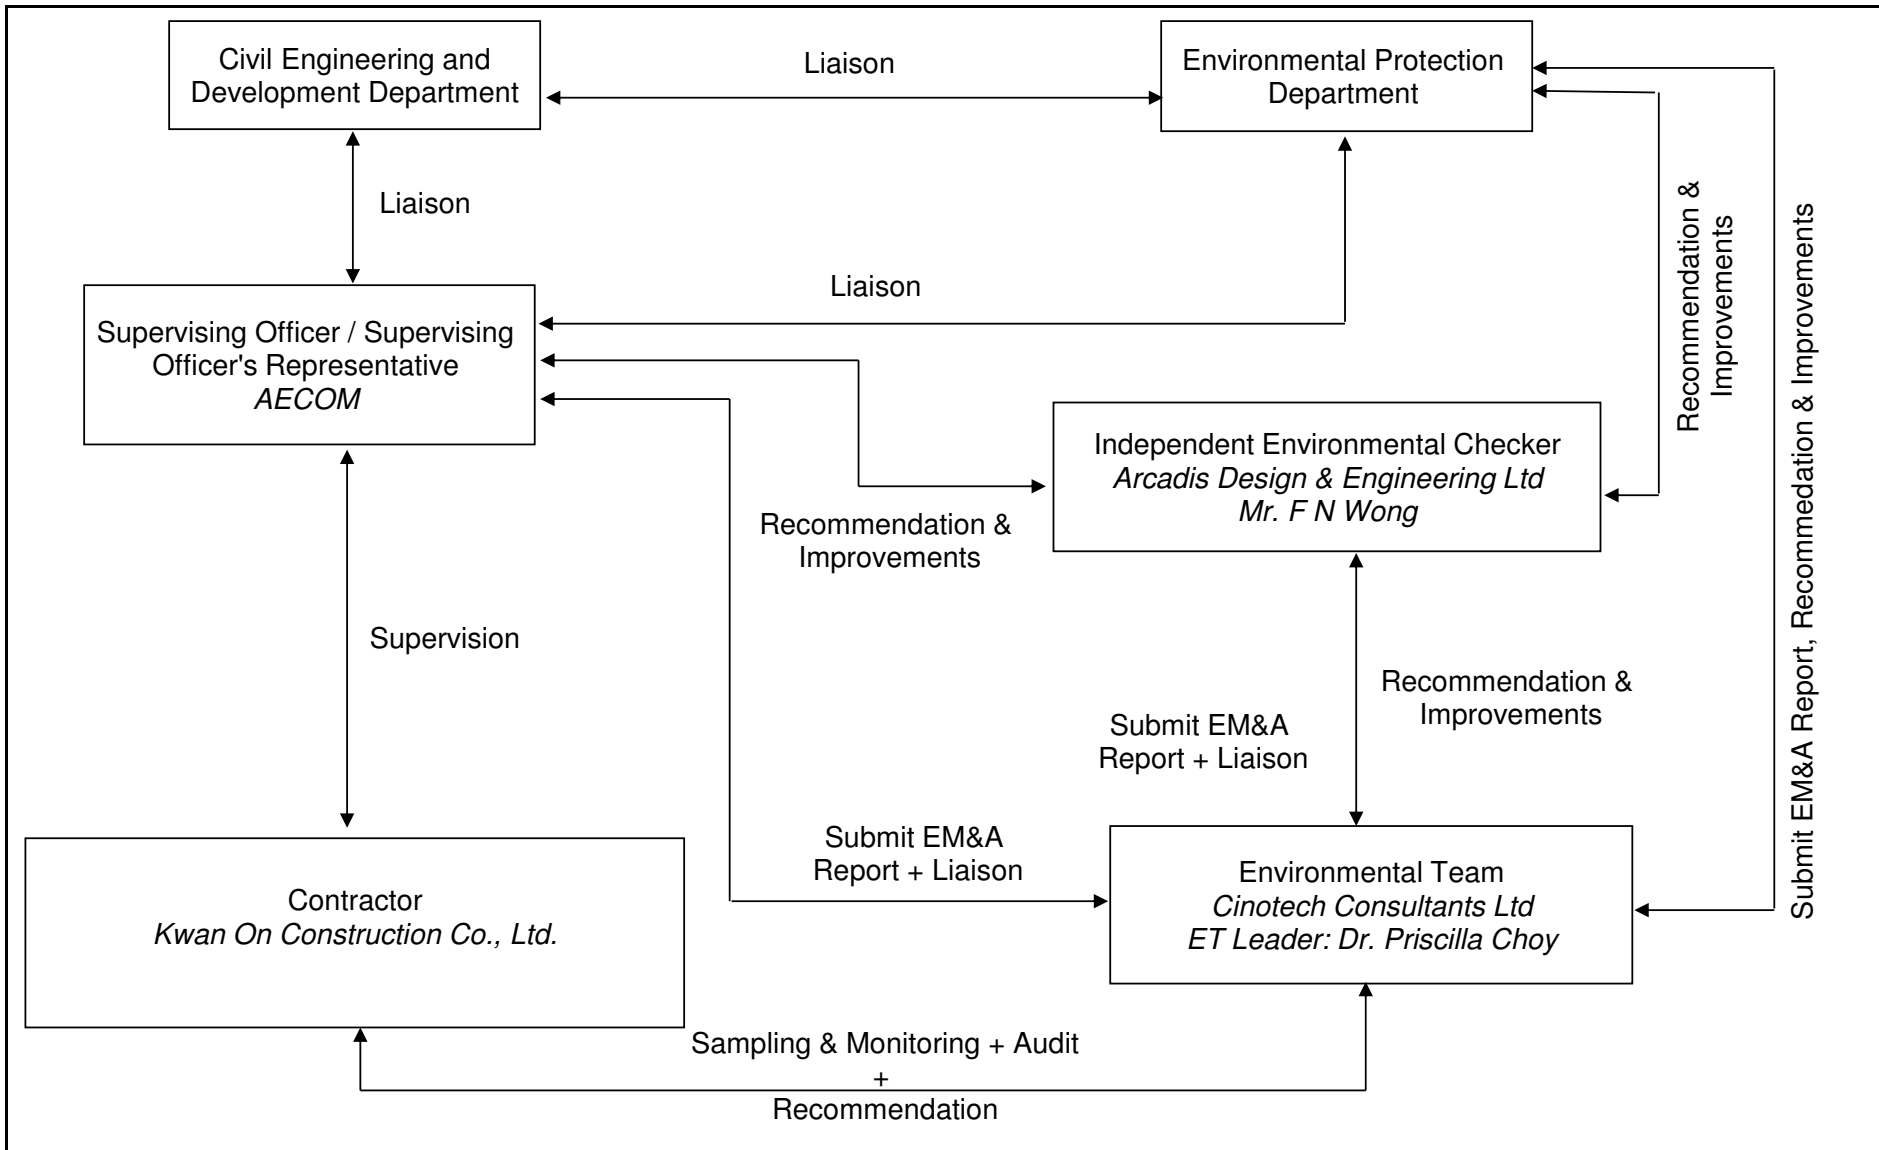 Civil Engineering and
Development Department
Liaison
Environmental Protection
Department
Liaison
Supervising Officer / Supervising
Officer's Representative
AECOM
Liaison
Recommendation &
Improvements
Submit EM&A Report, Recommedation & Improvements
Independent Environmental Checker
Arcadis Design & Engineering Ltd
Mr. F N Wong
Recommendation &
Improvements
Supervision
Recommendation &
Improvements
Submit EM&A
Report + Liaison
Submit EM&A
Report + Liaison
Contractor
Kwan On Construction Co., Ltd.
Environmental Team
Cinotech Consultants Ltd
ET Leader: Dr. Priscilla Choy
Sampling & Monitoring + Audit
+
Recommendation